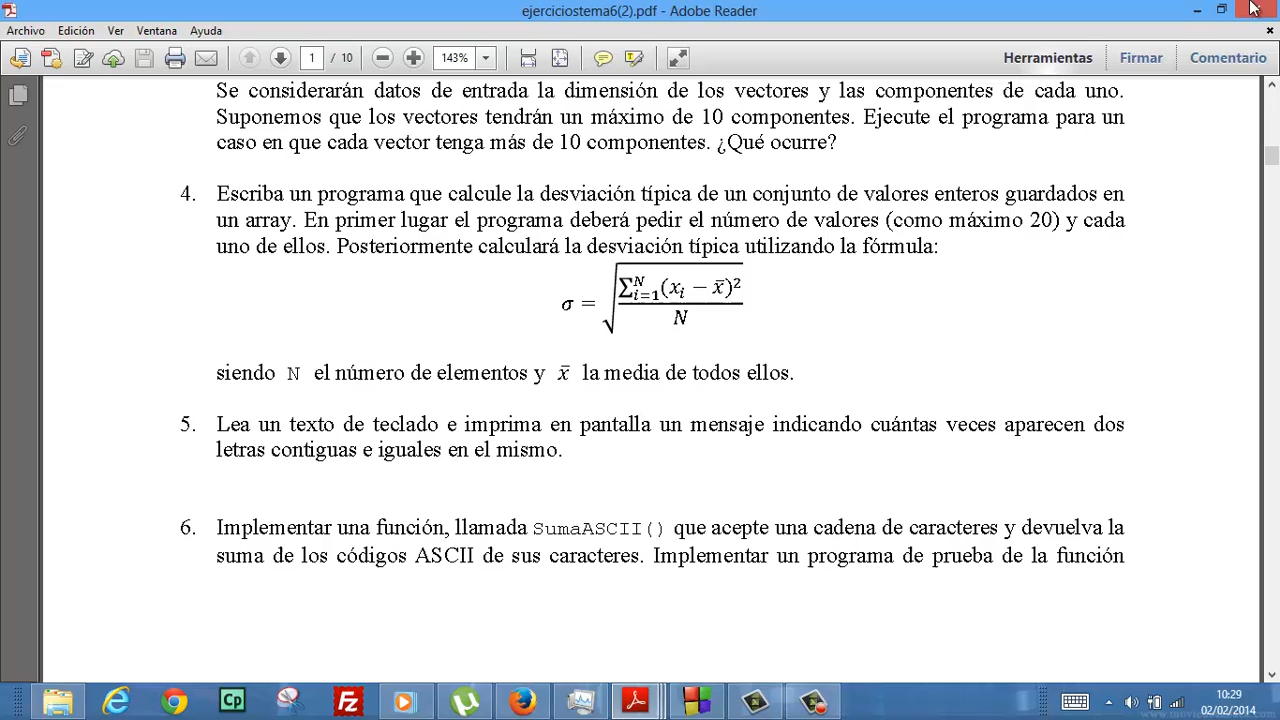 ejerciciostema6(2).pdf - Adobe Reader
Archivo Edición Ver Ventana Ayuda
1 / 10 143% Herramientas Firmar Comentario
Se considerarán datos de entrada la dimensión de los vectores y las componentes de cada uno.
Suponemos que los vectores tendrán un máximo de 10 componentes. Ejecute el programa para un
caso en que cada vector tenga más de 10 componentes. ¿Qué ocurre?
4. Escriba un programa que calcule la desviación típica de un conjunto de valores enteros guardados en
un array. En primer lugar el programa deberá pedir el número de valores (como máximo 20) y cada
uno de ellos. Posteriormente calculará la desviación típica utilizando la fórmula:
σ = √(∑ᵢ₌₁ᴺ(xᵢ − x̄)² / N)
siendo N el número de elementos y x̄ la media de todos ellos.
5. Lea un texto de teclado e imprima en pantalla un mensaje indicando cuántas veces aparecen dos
letras contiguas e iguales en el mismo.
6. Implementar una función, llamada SumaASCII() que acepte una cadena de caracteres y devuelva la
suma de los códigos ASCII de sus caracteres. Implementar un programa de prueba de la función
Cp
Fz
10:29
02/02/2014